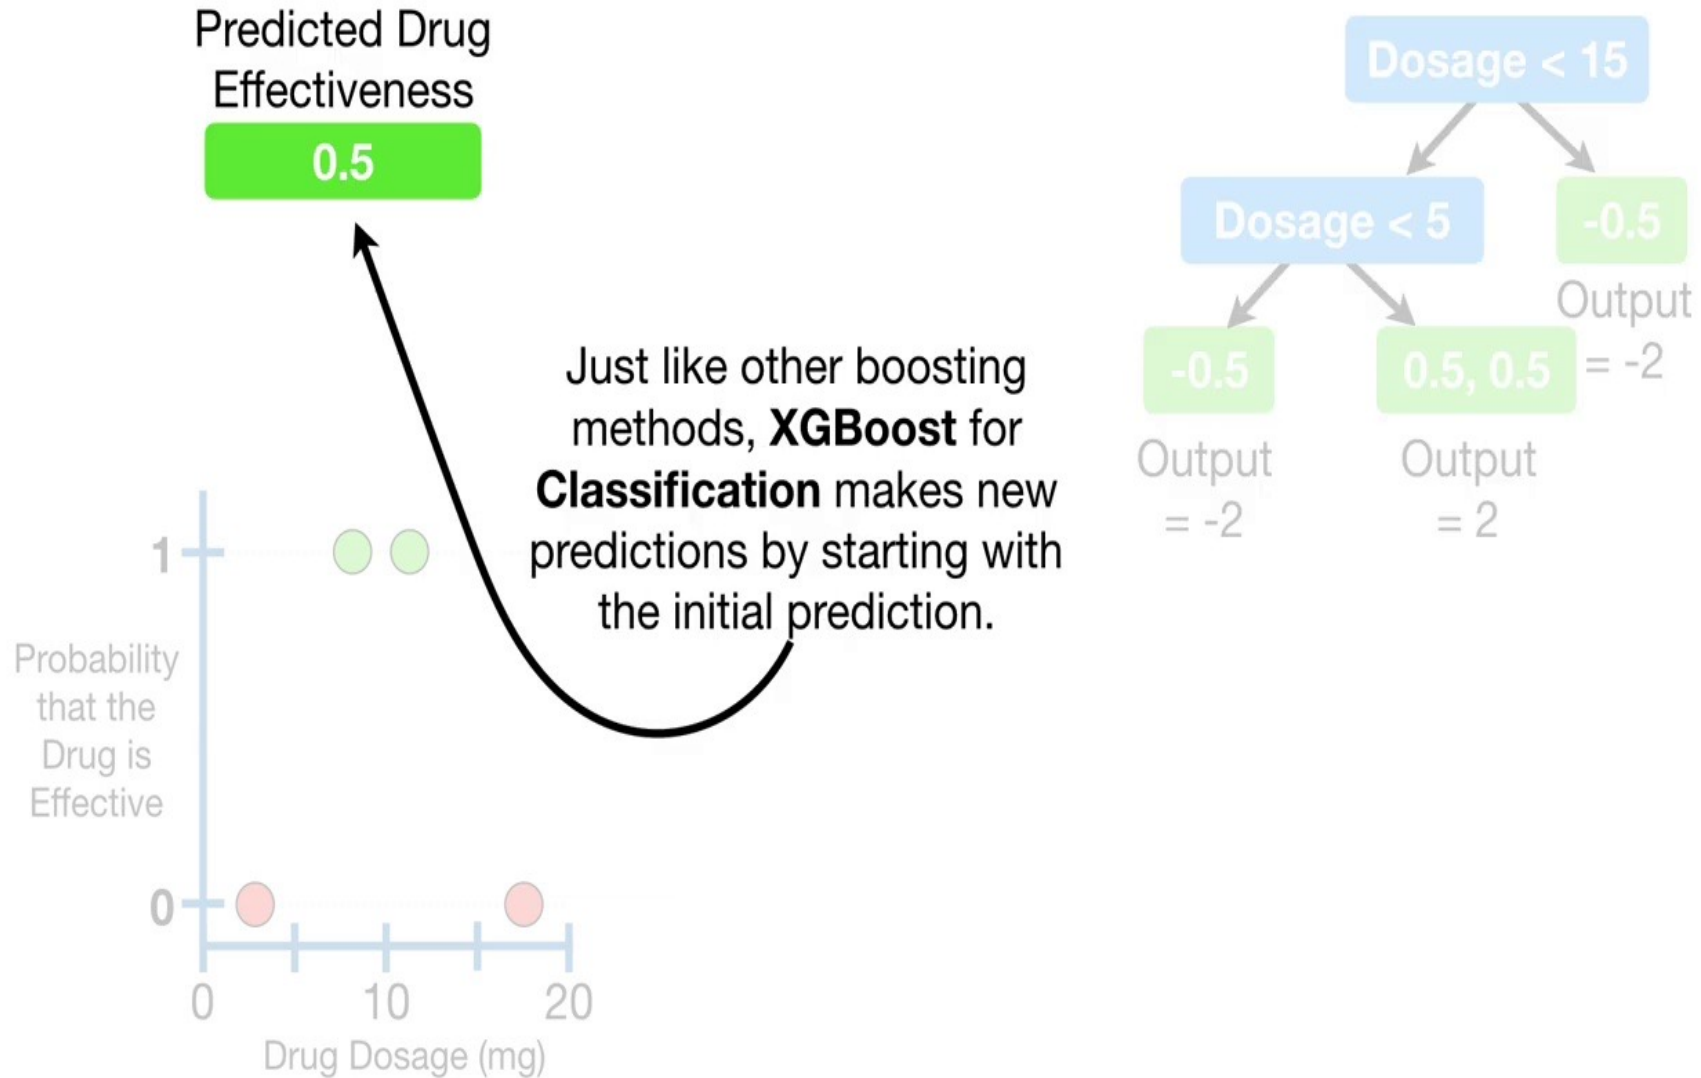 Predicted Drug
Effectiveness
0.5
Dosage < 15
Dosage < 5
-0.5
Output
= -2
-0.5
0.5, 0.5
Output
= -2
Output
= 2
Just like other boosting
methods, XGBoost for
Classification makes new
predictions by starting with
the initial prediction.
1
Probability
that the
Drug is
Effective
0
0
10
20
Drug Dosage (mg)